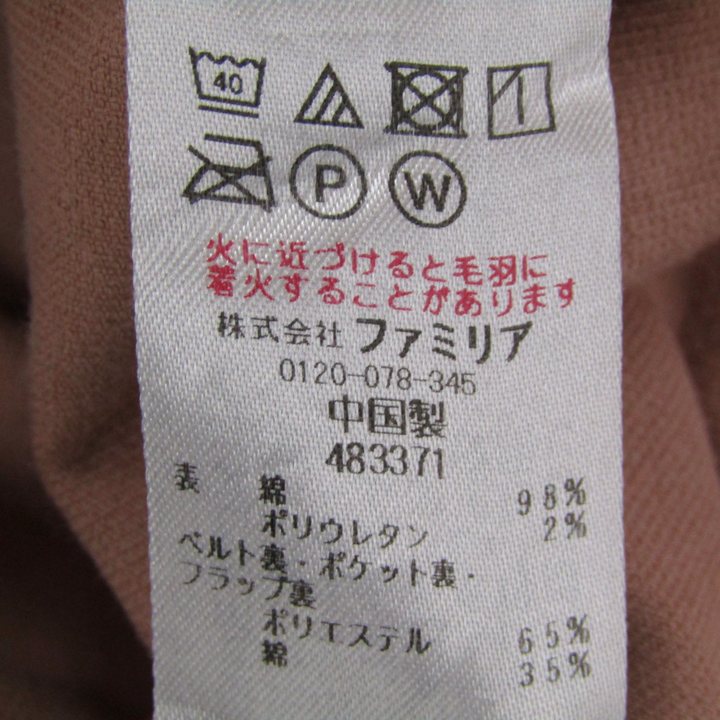 40
P W
火に近づけると毛羽に
着火することがあります
株式会社 ファミリア
0120-078-345
中国製
483371
表 綿 98%
ポリウレタン 2%
ベルト裏・ポケット裏・
フラップ裏
ポリエステル 65%
綿 35%